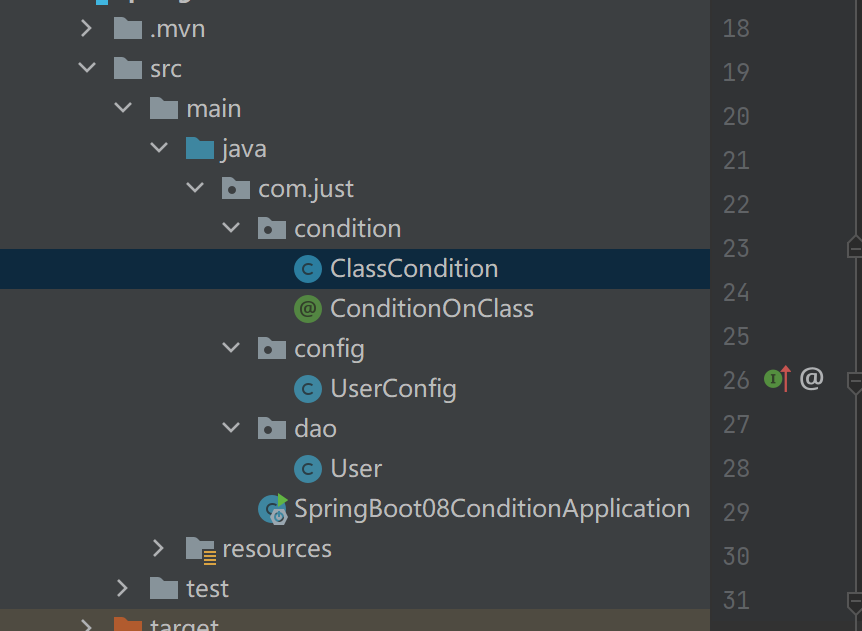 .mvn
18
src
19
main
20
java
21
com.just
22
condition
23
ClassCondition
24
ConditionOnClass
25
config
26
UserConfig
27
dao
28
User
29
SpringBoot08ConditionApplication
30
resources
31
test
target